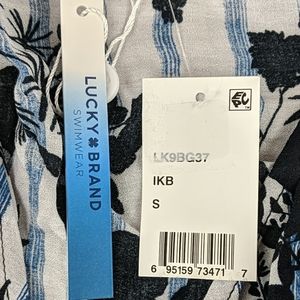 LUCKY BRAND
SWIMWEAR
LK9BG37
IKB
S
6 95159 73471 7